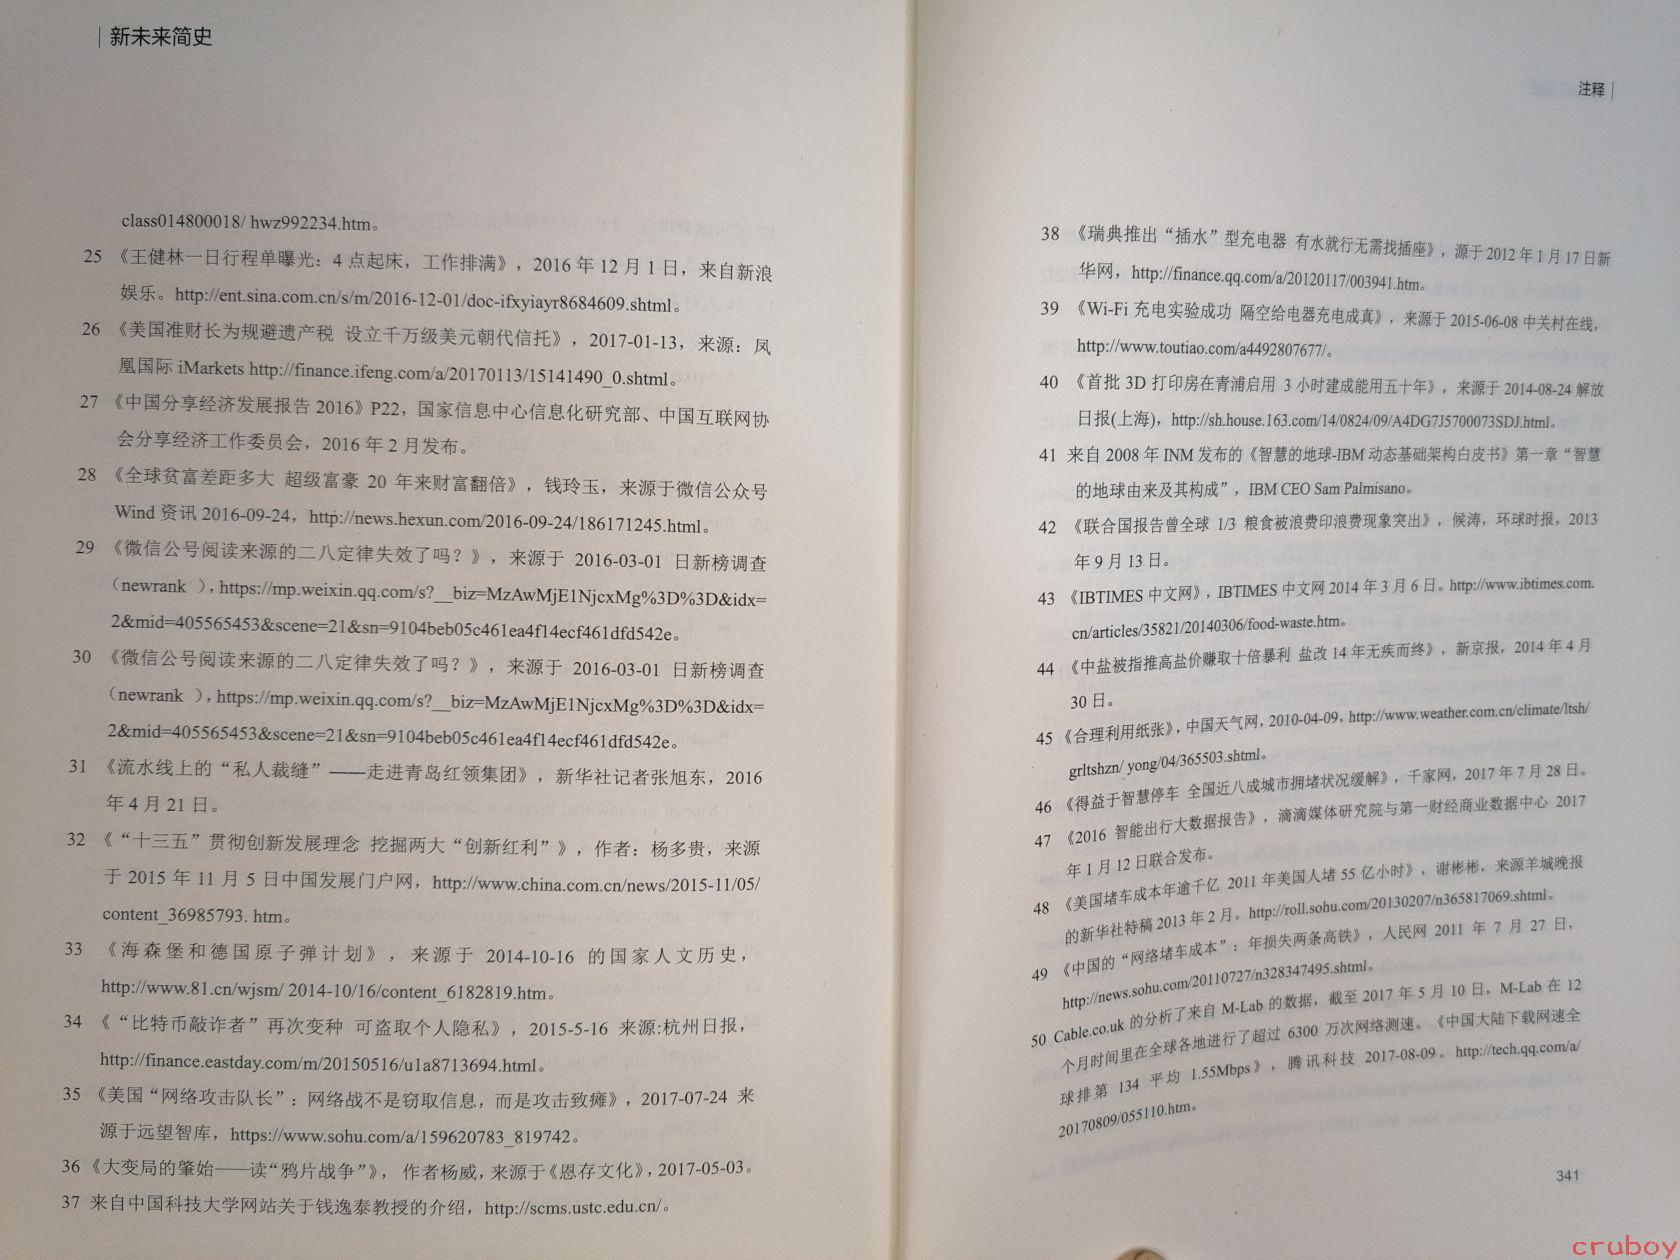 新未来简史
class014800018/ hwz992234.htm。
25 《王健林一日行程单曝光：4 点起床，工作排满》，2016 年 12 月 1 日，来自新浪
娱乐。http://ent.sina.com.cn/s/m/2016-12-01/doc-ifxyiayr8684609.shtml。
26 《美国准财长为规避遗产税 设立千万级美元朝代信托》，2017-01-13，来源：凤
凰国际 iMarkets http://finance.ifeng.com/a/20170113/15141490_0.shtml。
27 《中国分享经济发展报告 2016》P22，国家信息中心信息化研究部、中国互联网协
会分享经济工作委员会，2016 年 2 月发布。
28 《全球贫富差距多大 超级富豪 20 年来财富翻倍》，钱玲玉，来源于微信公众号
Wind 资讯 2016-09-24，http://news.hexun.com/2016-09-24/186171245.html。
29 《微信公号阅读来源的二八定律失效了吗？》，来源于 2016-03-01 日新榜调查
（newrank ），https://mp.weixin.qq.com/s?__biz=MzAwMjE1NjcxMg%3D%3D&idx=
2&mid=405565453&scene=21&sn=9104beb05c461ea4f14ecf461dfd542e。
30 《微信公号阅读来源的二八定律失效了吗？》，来源于 2016-03-01 日新榜调查
（newrank ），https://mp.weixin.qq.com/s?__biz=MzAwMjE1NjcxMg%3D%3D&idx=
2&mid=405565453&scene=21&sn=9104beb05c461ea4f14ecf461dfd542e。
31 《流水线上的“私人裁缝”——走进青岛红领集团》，新华社记者张旭东，2016
年 4 月 21 日。
32 《“十三五”贯彻创新发展理念 挖掘两大“创新红利”》，作者：杨多贵，来源
于 2015 年 11 月 5 日中国发展门户网，http://www.china.com.cn/news/2015-11/05/
content_36985793. htm。
33 《海森堡和德国原子弹计划》，来源于 2014-10-16 的国家人文历史，
http://www.81.cn/wjsm/ 2014-10/16/content_6182819.htm。
34 《“比特币敲诈者”再次变种 可盗取个人隐私》，2015-5-16 来源:杭州日报，
http://finance.eastday.com/m/20150516/u1a8713694.html。
35 《美国“网络攻击队长”：网络战不是窃取信息，而是攻击致瘫》，2017-07-24 来
源于远望智库，https://www.sohu.com/a/159620783_819742。
36 《大变局的肇始——读“鸦片战争”》，作者杨威，来源于《恩存文化》，2017-05-03。
37 来自中国科技大学网站关于钱逸泰教授的介绍，http://scms.ustc.edu.cn/。
注释
38 《瑞典推出“插水”型充电器 有水就行无需找插座》，源于 2012 年 1 月 17 日新
华网，http://finance.qq.com/a/20120117/003941.htm。
39 《Wi-Fi 充电实验成功 隔空给电器充电成真》，来源于 2015-06-08 中关村在线，
http://www.toutiao.com/a4492807677/。
40 《首批 3D 打印房在青浦启用 3 小时建成能用五十年》，来源于 2014-08-24 解放
日报(上海)，http://sh.house.163.com/14/0824/09/A4DG7J5700073SDJ.html。
41 来自 2008 年 INM 发布的《智慧的地球-IBM 动态基础架构白皮书》第一章“智慧
的地球由来及其构成”，IBM CEO Sam Palmisano。
42 《联合国报告曾全球 1/3 粮食被浪费印浪费现象突出》，候涛，环球时报，2013
年 9 月 13 日。
43 《IBTIMES 中文网》，IBTIMES 中文网 2014 年 3 月 6 日。http://www.ibtimes.com.
cn/articles/35821/20140306/food-waste.htm。
44 《中盐被指推高盐价赚取十倍暴利 盐改 14 年无疾而终》，新京报，2014 年 4 月
30 日。
45 《合理利用纸张》，中国天气网，2010-04-09，http://www.weather.com.cn/climate/ltsh/
grltshzn/ yong/04/365503.shtml。
46 《得益于智慧停车 全国近八成城市拥堵状况缓解》，千家网，2017 年 7 月 28 日。
47 《2016 智能出行大数据报告》，滴滴媒体研究院与第一财经商业数据中心 2017
年 1 月 12 日联合发布。
48 《美国堵车成本年逾千亿 2011 年美国人堵 55 亿小时》，谢彬彬，来源羊城晚报
的新华社特稿 2013 年 2 月。http://roll.sohu.com/20130207/n365817069.shtml。
49 《中国的“网络堵车成本”：年损失两条高铁》，人民网 2011 年 7 月 27 日，
http://news.sohu.com/20110727/n328347495.shtml。
50 Cable.co.uk 的分析了来自 M-Lab 的数据，截至 2017 年 5 月 10 日，M-Lab 在 12
个月时间里在全球各地进行了超过 6300 万次网络测速。《中国大陆下载网速全
球排第 134 平均 1.55Mbps》，腾讯科技 2017-08-09。http://tech.qq.com/a/
20170809/055110.htm。
341
cruboy